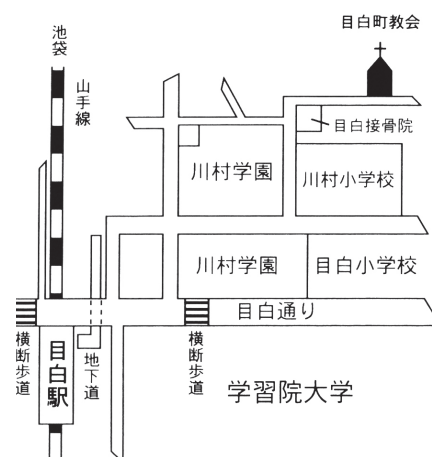 目白町教会
池袋
山手線
目白接骨院
川村学園
川村小学校
川村学園
目白小学校
目白通り
横断歩道
目白駅
地下道
横断歩道
学習院大学